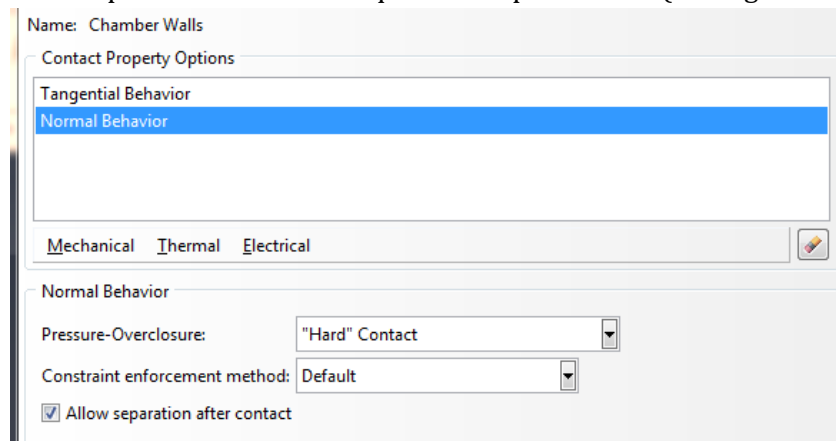 Name: Chamber Walls
Contact Property Options
Tangential Behavior
Normal Behavior
Mechanical Thermal Electrical
Normal Behavior
Pressure-Overclosure: "Hard" Contact
Constraint enforcement method: Default
Allow separation after contact